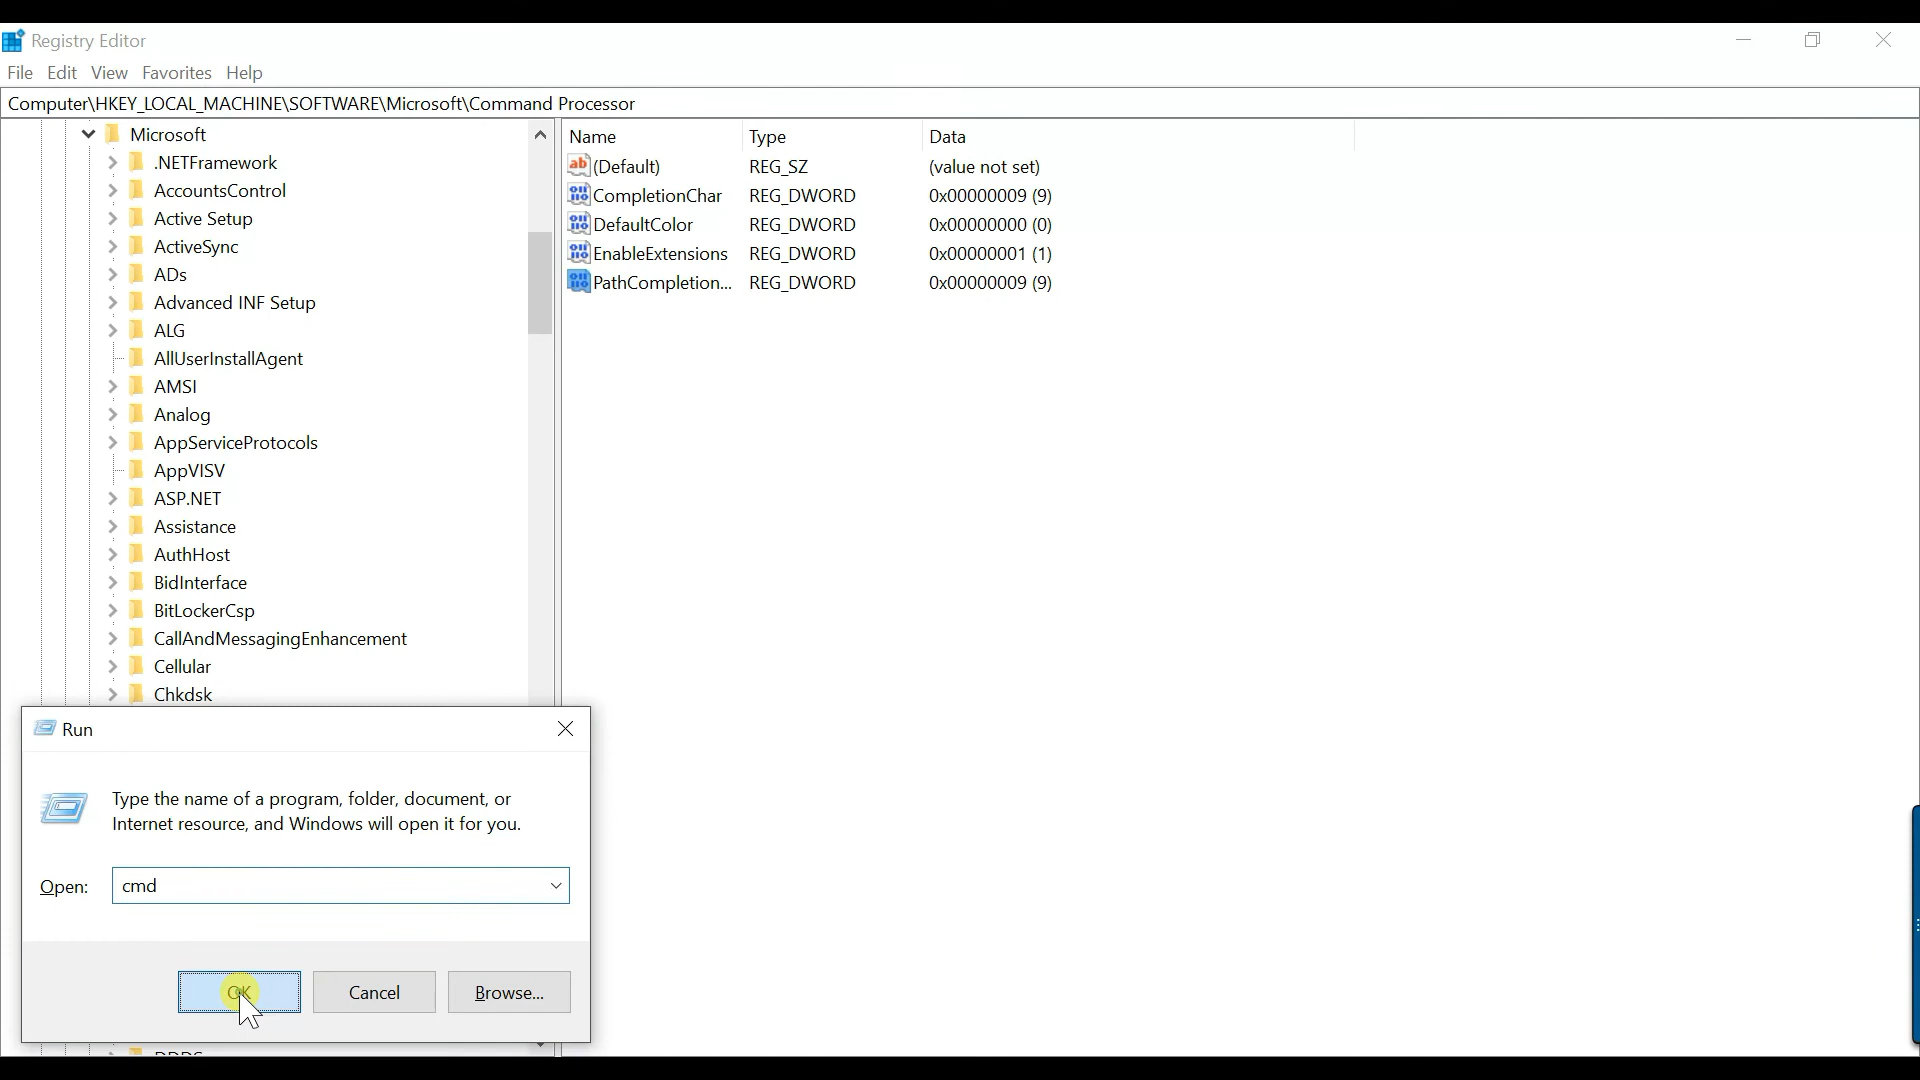 Registry Editor
File Edit View Favorites Help
Computer\HKEY_LOCAL_MACHINE\SOFTWARE\Microsoft\Command Processor
Microsoft
.NETFramework
AccountsControl
Active Setup
ActiveSync
ADs
Advanced INF Setup
ALG
AllUserInstallAgent
AMSI
Analog
AppServiceProtocols
AppVISV
ASP.NET
Assistance
AuthHost
BidInterface
BitLockerCsp
CallAndMessagingEnhancement
Cellular
Chkdsk
Name Type Data
(Default) REG_SZ (value not set)
CompletionChar REG_DWORD 0x00000009 (9)
DefaultColor REG_DWORD 0x00000000 (0)
EnableExtensions REG_DWORD 0x00000001 (1)
PathCompletion... REG_DWORD 0x00000009 (9)
Run
Type the name of a program, folder, document, or
Internet resource, and Windows will open it for you.
Open: cmd
OK Cancel Browse...